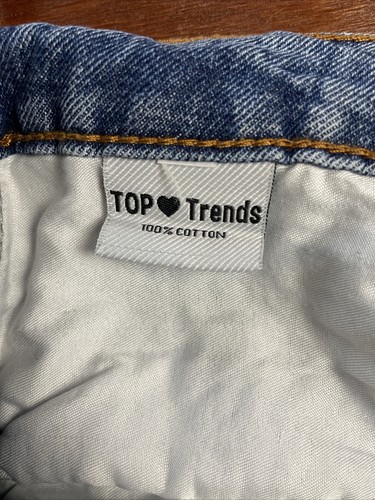 TOP ♥ Trends
100% COTTON